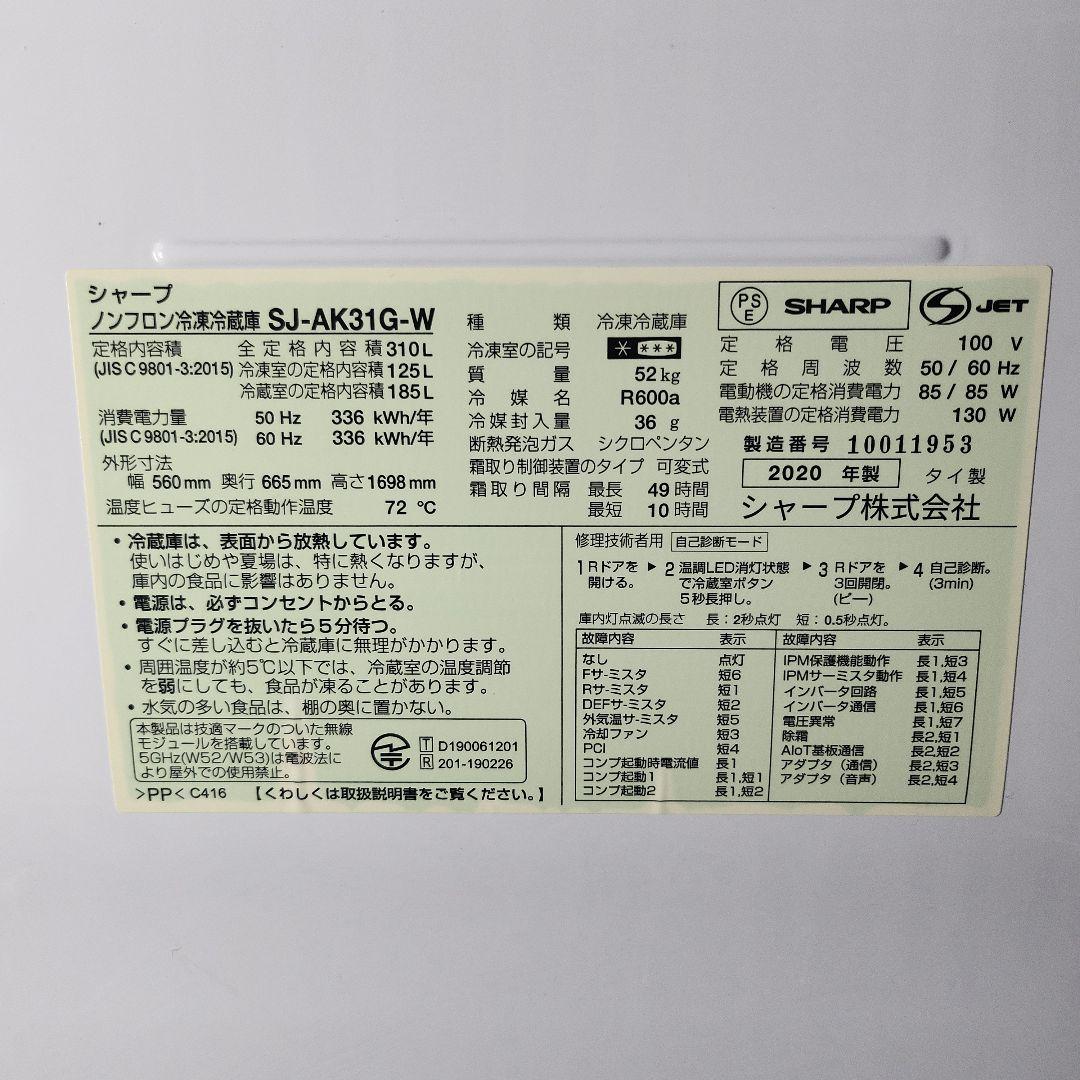 シャープ
ノンフロン冷凍冷蔵庫 SJ-AK31G-W
定格内容積 全定格内容積 310L
(JIS C 9801-3:2015) 冷凍室の定格内容積 125L
冷蔵室の定格内容積 185L
消費電力量 50 Hz 336 kWh/年
(JIS C 9801-3:2015) 60 Hz 336 kWh/年
外形寸法
幅 560 mm 奥行 665 mm 高さ 1698 mm
温度ヒューズの定格動作温度 72 ℃
種類 冷凍冷蔵庫
冷凍室の記号 * ***
質量 52 kg
冷媒名 R600a
冷媒封入量 36 g
断熱発泡ガス シクロペンタン
霜取り制御装置のタイプ 可変式
霜取り間隔 最長 49 時間
最短 10 時間
PSE SHARP S JET
定格電圧 100 V
定格周波数 50 / 60 Hz
電動機の定格消費電力 85 / 85 W
電熱装置の定格消費電力 130 W
製造番号 10011953
2020 年製 タイ製
シャープ株式会社
・冷蔵庫は、表面から放熱しています。
使いはじめや夏場は、特に熱くなりますが、
庫内の食品に影響はありません。
・電源は、必ずコンセントからとる。
・電源プラグを抜いたら5分待つ。
すぐに差し込むと冷蔵庫に無理がかかります。
・周囲温度が約5℃以下では、冷蔵室の温度調節
を弱にしても、食品が凍ることがあります。
・水気の多い食品は、棚の奥に置かない。
本製品は技適マークのついた無線
モジュールを搭載しています。
5GHz(W52/W53)は電波法に
より屋外での使用禁止。
T D190061201
R 201-190226
>PP< C416 【くわしくは取扱説明書をご覧ください。】
修理技術者用 自己診断モード
1 Rドアを開ける。 ▶ 2 温調LED消灯状態で冷蔵室ボタン5秒長押し。 ▶ 3 Rドアを3回開閉。(ピー) ▶ 4 自己診断。(3min)
庫内灯点滅の長さ 長：2秒点灯 短：0.5秒点灯。
故障内容 表示 故障内容 表示
なし 点灯 IPM保護機能動作 長1,短3
Fサーミスタ 短6 IPMサーミスタ動作 長1,短4
Rサーミスタ 短1 インバータ回路 長1,短5
DEFサーミスタ 短2 インバータ通信 長1,短6
外気温サーミスタ 短5 電圧異常 長1,短7
冷却ファン 短3 除霜 長2,短1
PCI 短4 AIoT基板通信 長2,短2
コンプ起動時電流値 長1 アダプタ（通信） 長2,短3
コンプ起動1 長1,短1 アダプタ（音声） 長2,短4
コンプ起動2 長1,短2